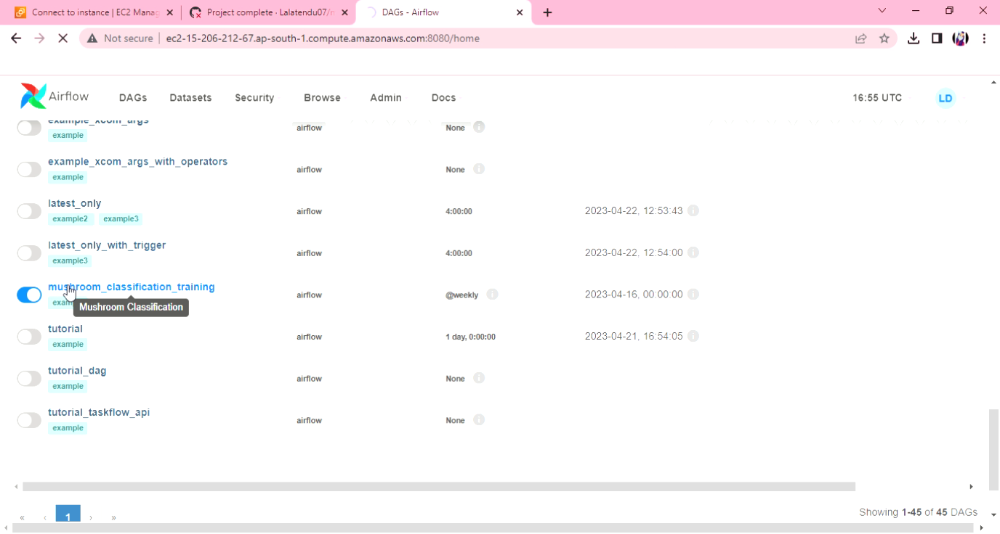 Connect to instance | EC2 Manag
Project complete · Lalatendu07/
DAGs - Airflow
Not secure
ec2-15-206-212-67.ap-south-1.compute.amazonaws.com:8080/home
Airflow DAGs Datasets Security Browse Admin Docs 16:55 UTC LD
example_xcom_args airflow None
example
example_xcom_args_with_operators airflow None
example
latest_only airflow 4:00:00 2023-04-22, 12:53:43
example2 example3
latest_only_with_trigger airflow 4:00:00 2023-04-22, 12:54:00
example3
mushroom_classification_training airflow @weekly 2023-04-16, 00:00:00
Mushroom Classification
tutorial airflow 1 day, 0:00:00 2023-04-21, 16:54:05
example
tutorial_dag airflow None
example
tutorial_taskflow_api airflow None
example
« ‹ 1 › »
Showing 1-45 of 45 DAGs